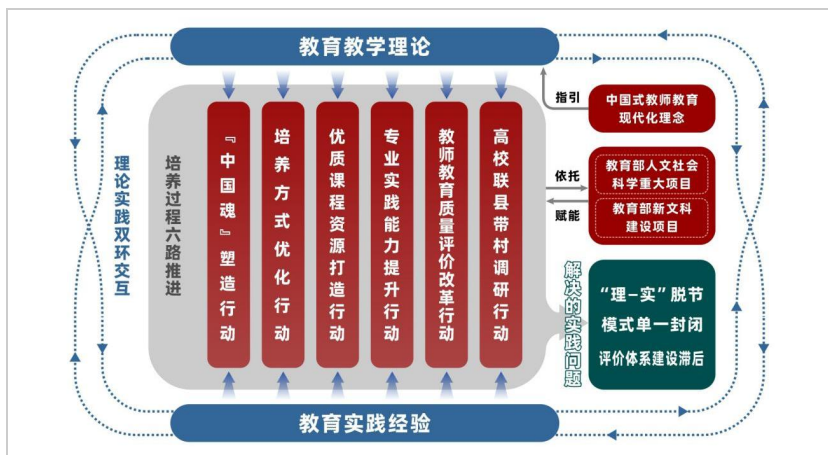 教育教学理论
理论实践双环交互
培养过程六路推进
『中国魂』塑造行动
培养方式优化行动
优质课程资源打造行动
专业实践能力提升行动
教师教育质量评价改革行动
高校联县带村调研行动
指引
中国式教师教育
现代化理念
依托
赋能
教育部人文社会
科学重大项目
教育部新文科
建设项目
解决的实践问题
“理–实”脱节
模式单一封闭
评价体系建设滞后
教育实践经验